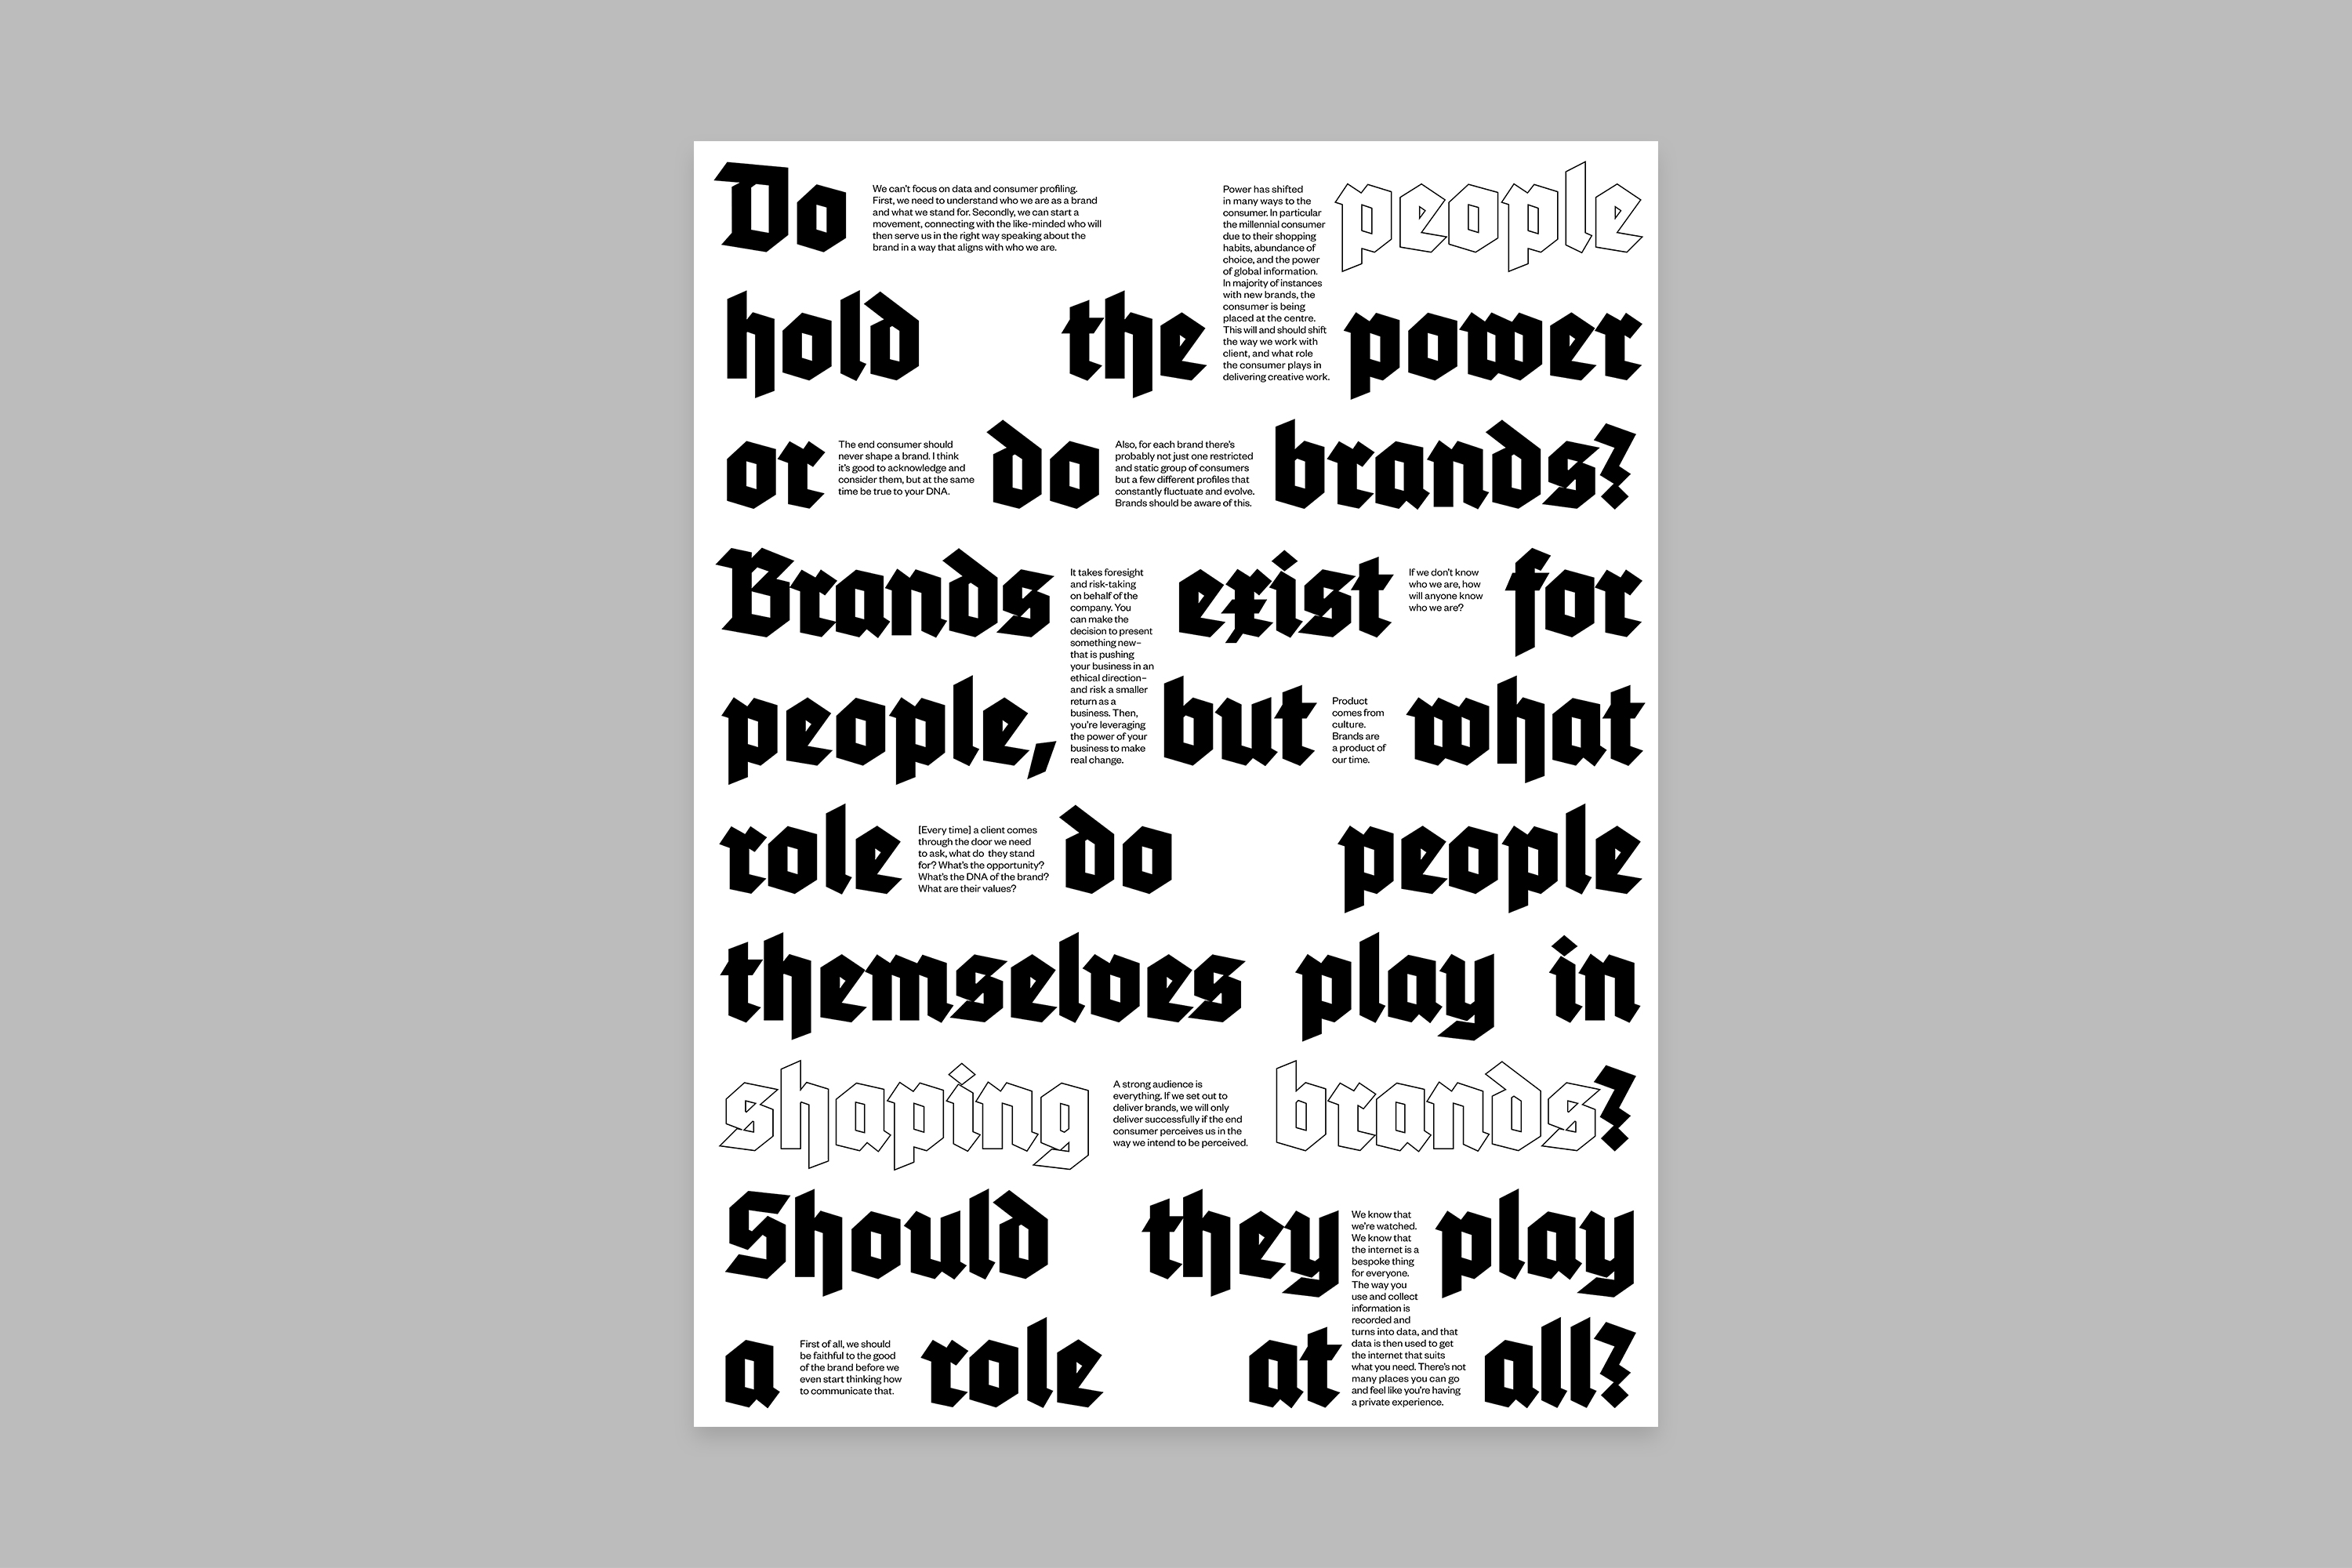 Do people
We can't focus on data and consumer profiling.
First, we need to understand who we are as a brand
and what we stand for. Secondly, we can start a
movement, connecting with the like-minded who will
then serve us in the right way speaking about the
brand in a way that aligns with who we are.
Power has shifted
in many ways to the
consumer. In particular
the millennial consumer
due to their shopping
habits, abundance of
choice, and the power
of global information.
In majority of instances
with new brands, the
consumer is being
placed at the centre.
This will and should shift
the way we work with
client, and what role
the consumer plays in
delivering creative work.
hold the power
or do brands?
The end consumer should
never shape a brand. I think
it's good to acknowledge and
consider them, but at the same
time be true to your DNA.
Also, for each brand there's
probably not just one restricted
and static group of consumers
but a few different profiles that
constantly fluctuate and evolve.
Brands should be aware of this.
Brands exist for
It takes foresight
and risk-taking
on behalf of the
company. You
can make the
decision to present
something new–
that is pushing
your business in an
ethical direction–
and risk a smaller
return as a
business. Then,
you're leveraging
the power of your
business to make
real change.
If we don't know
who we are, how
will anyone know
who we are?
people, but what
Product
comes from
culture.
Brands are
a product of
our time.
role do people
[Every time] a client comes
through the door we need
to ask, what do they stand
for? What's the opportunity?
What's the DNA of the brand?
What are their values?
themselves play in
shaping brands?
A strong audience is
everything. If we set out to
deliver brands, we will only
deliver successfully if the end
consumer perceives us in the
way we intend to be perceived.
Should they play
We know that
we're watched.
We know that
the internet is a
bespoke thing
for everyone.
The way you
use and collect
information is
recorded and
turns into data, and that
data is then used to get
the internet that suits
what you need. There's not
many places you can go
and feel like you're having
a private experience.
a role at all?
First of all, we should
be faithful to the good
of the brand before we
even start thinking how
to communicate that.